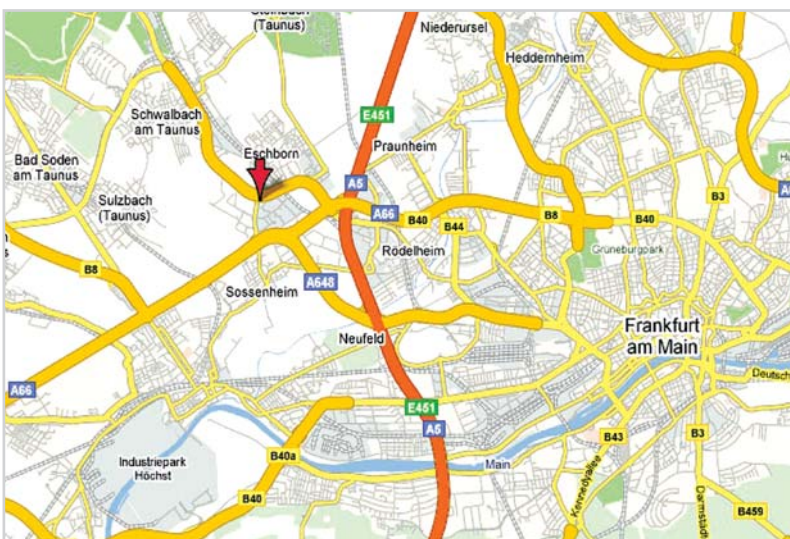 Steinbach
(Taunus)
Niederursel
Heddernheim
E451
Schwalbach
am Taunus
Eschborn
Praunheim
Bad Soden
am Taunus
A5
Sulzbach
(Taunus)
A66
B40
B44
B8
B40
B3
Rödelheim
Grüneburgpark
B8
A648
Sossenheim
Neufeld
Frankfurt
am Main
A66
E451
A5
Industriepark
Höchst
B40a
B40
Main
B43
B3
Kennedyallee
B459